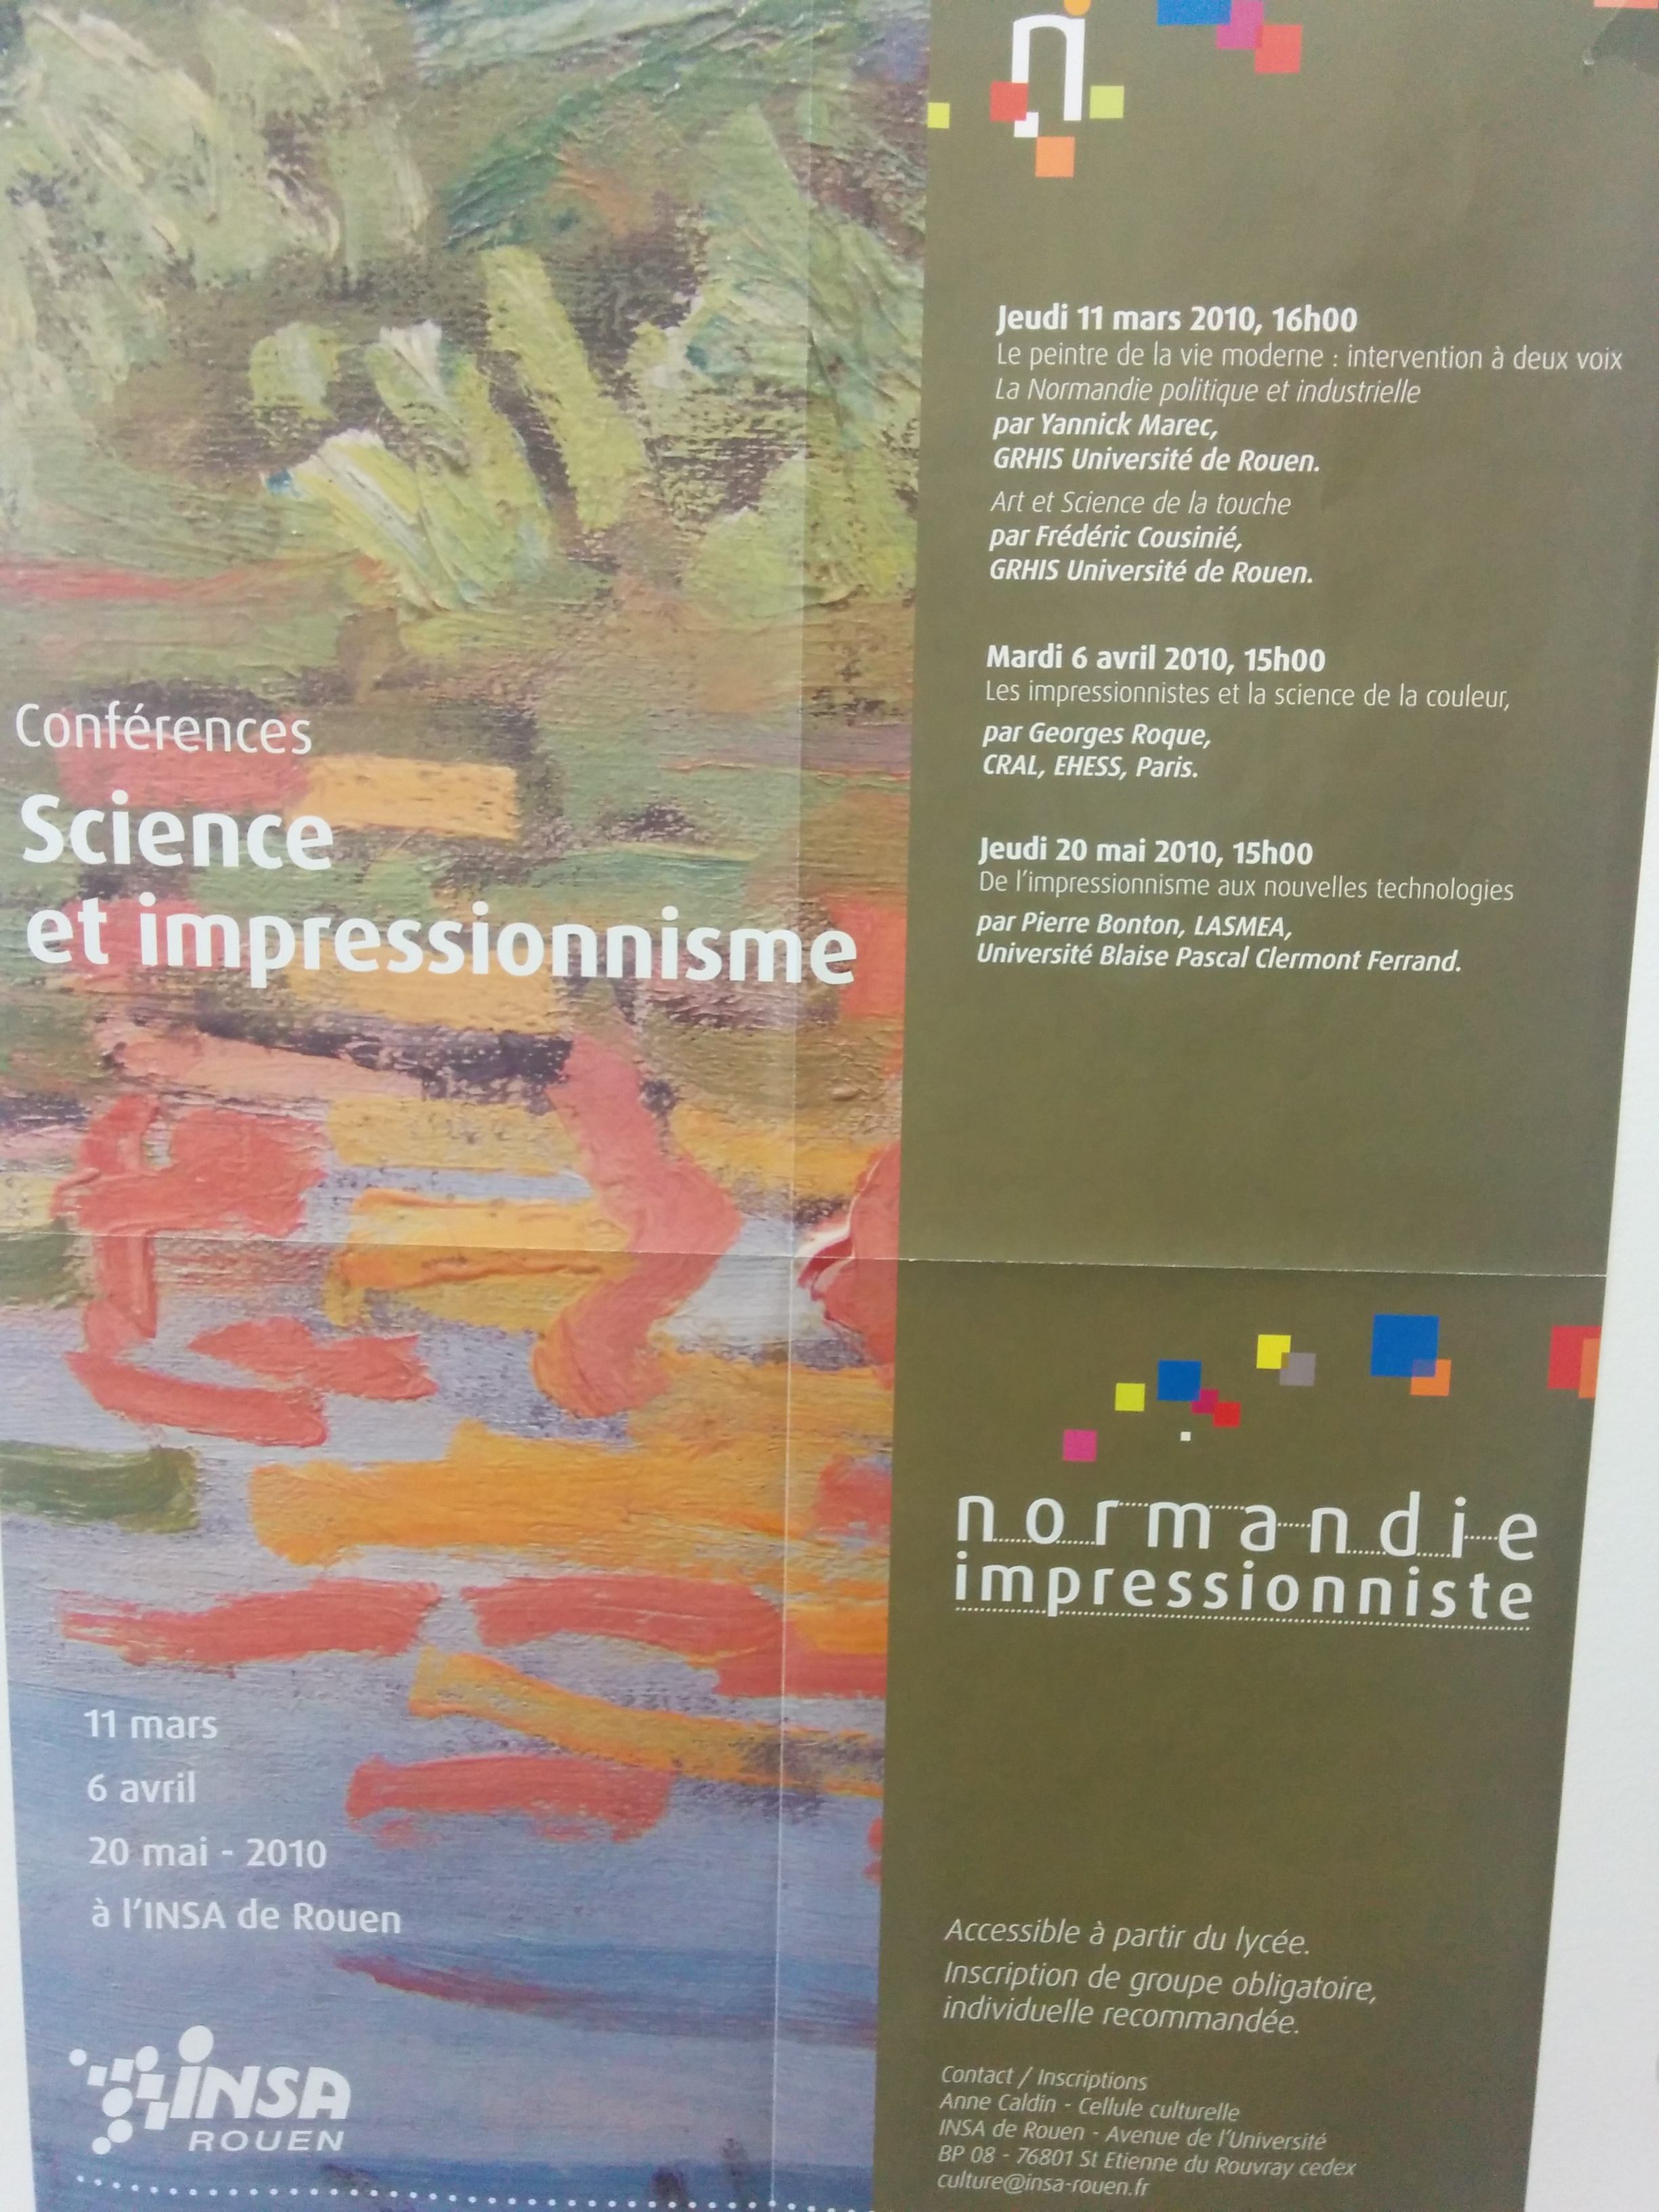 Conférences
Science
et impressionnisme
11 mars
6 avril
20 mai - 2010
à l'INSA de Rouen
iNSA
ROUEN
ni
Jeudi 11 mars 2010, 16h00
Le peintre de la vie moderne : intervention à deux voix
La Normandie politique et industrielle
par Yannick Marec,
GRHIS Université de Rouen.
Art et Science de la touche
par Frédéric Cousinié,
GRHIS Université de Rouen.
Mardi 6 avril 2010, 15h00
Les impressionnistes et la science de la couleur,
par Georges Roque,
CRAL, EHESS, Paris.
Jeudi 20 mai 2010, 15h00
De l'impressionnisme aux nouvelles technologies
par Pierre Bonton, LASMEA,
Université Blaise Pascal Clermont Ferrand.
normandie
impressionniste
Accessible à partir du lycée.
Inscription de groupe obligatoire,
individuelle recommandée.
Contact / Inscriptions
Anne Caldin - Cellule culturelle
INSA de Rouen - Avenue de l'Université
BP 08 - 76801 St Etienne du Rouvray cedex
culture@insa-rouen.fr